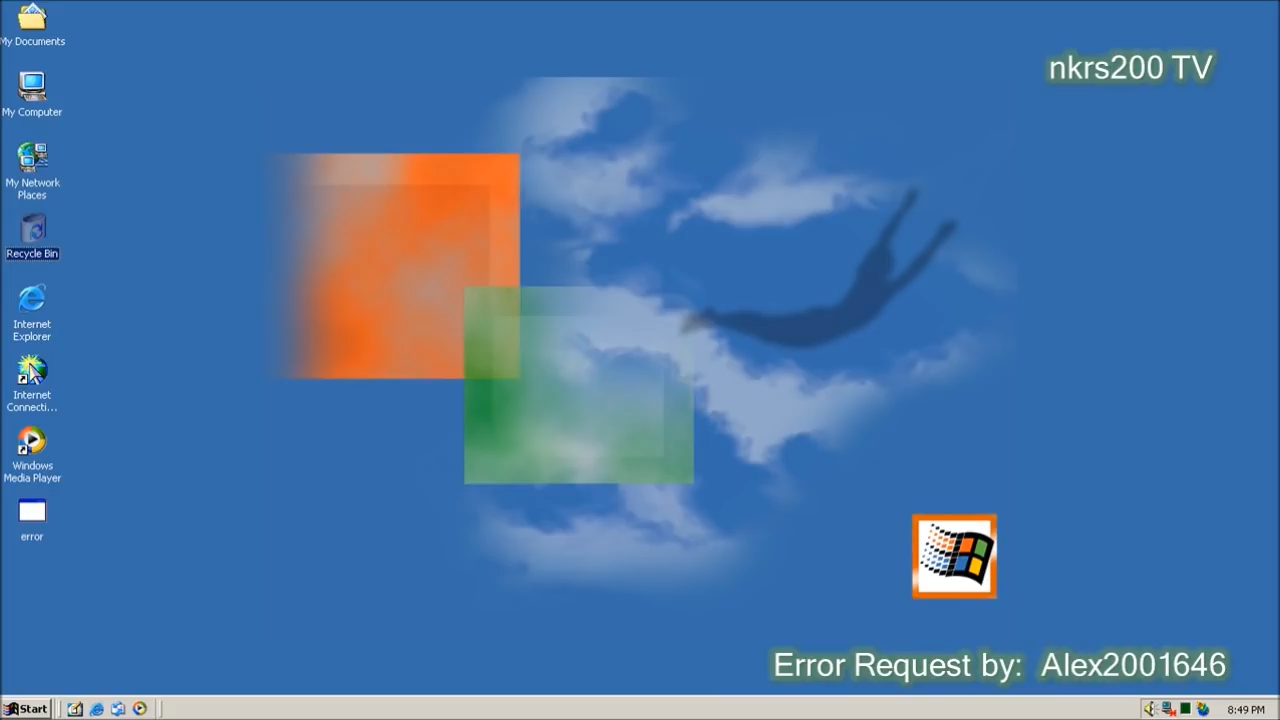 My Documents
nkrs200 TV
My Computer
My Network
Places
Recycle Bin
Internet
Explorer
Internet
Connecti...
Windows
Media Player
error
Error Request by:  Alex2001646
Start
8:49 PM